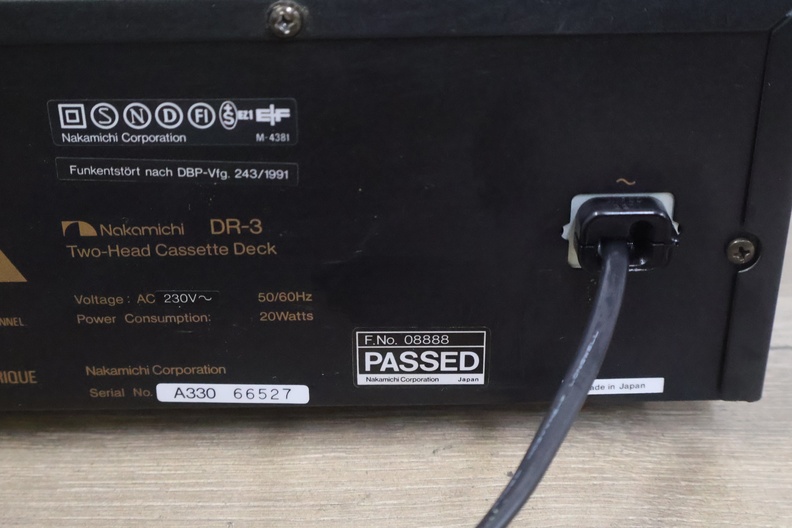 S N D FI S EZ1
Nakamichi Corporation M-4381
Funkentstört nach DBP-Vfg. 243/1991
Nakamichi DR-3
Two-Head Cassette Deck
Voltage: AC 230V~ 50/60Hz
Power Consumption: 20Watts
NNEL
RIQUE
Nakamichi Corporation
Serial No. A330 66527
F.No. 08888
PASSED
Nakamichi Corporation Japan
~
ade in Japan